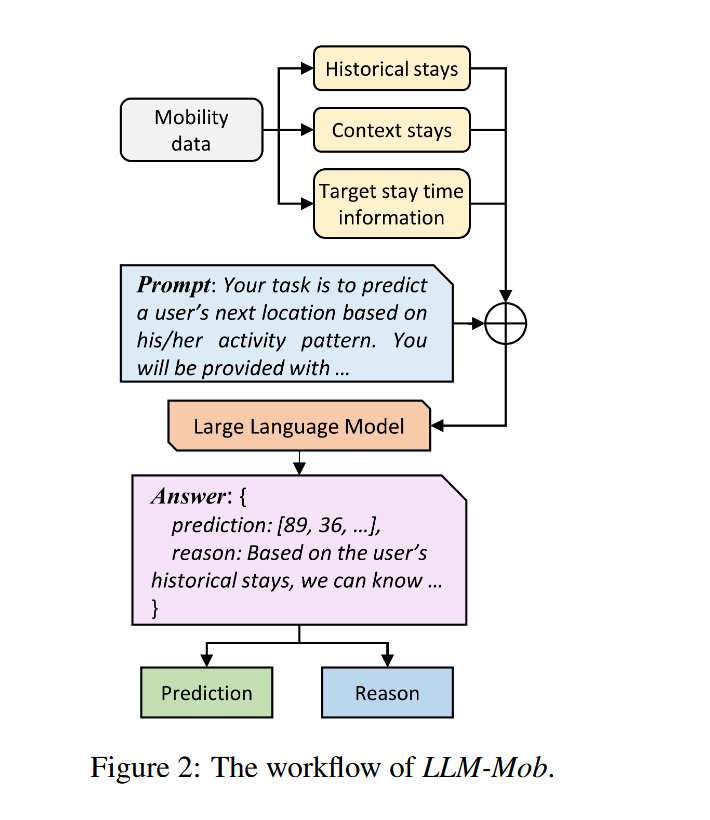 Historical stays
Mobility
data
Context stays
Target stay time
information
Prompt: Your task is to predict
a user’s next location based on
his/her activity pattern. You
will be provided with …
Large Language Model
Answer: {
prediction: [89, 36, …],
reason: Based on the user’s
historical stays, we can know …
}
Prediction
Reason
Figure 2: The workflow of LLM-Mob.